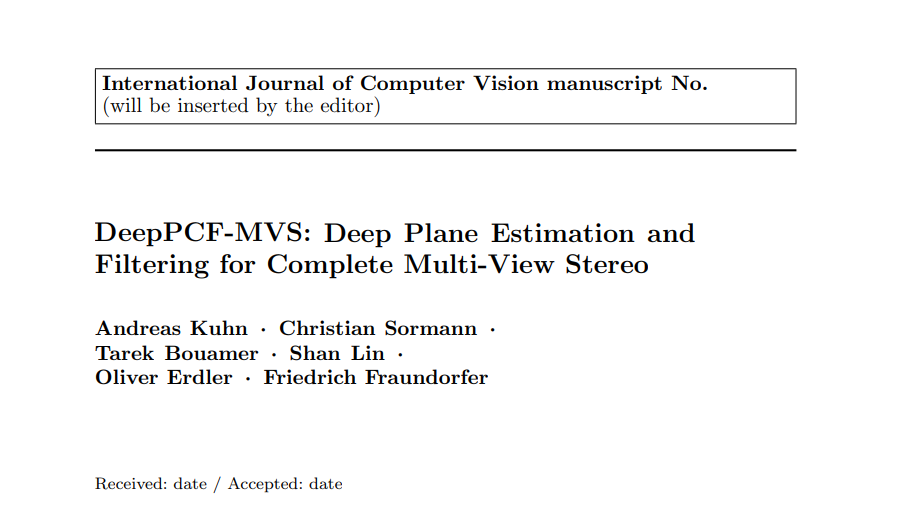 International Journal of Computer Vision manuscript No.
(will be inserted by the editor)
DeepPCF-MVS: Deep Plane Estimation and
Filtering for Complete Multi-View Stereo
Andreas Kuhn · Christian Sormann ·
Tarek Bouamer · Shan Lin ·
Oliver Erdler · Friedrich Fraundorfer
Received: date / Accepted: date